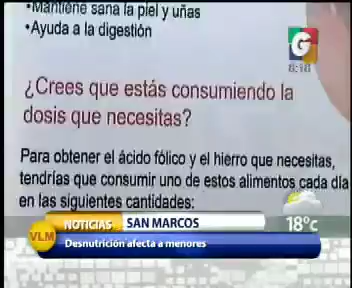 •Mantiene sana la piel y uñas
•Ayuda a la digestión
G
6:18
¿Crees que estás consumiendo la
dosis que necesitas?
Para obtener el ácido fólico y el hierro que necesitas,
tendrías que consumir uno de estos alimentos cada día
en las siguientes cantidades:
NOTICIAS
SAN MARCOS
18°C
VLM
Desnutrición afecta a menores